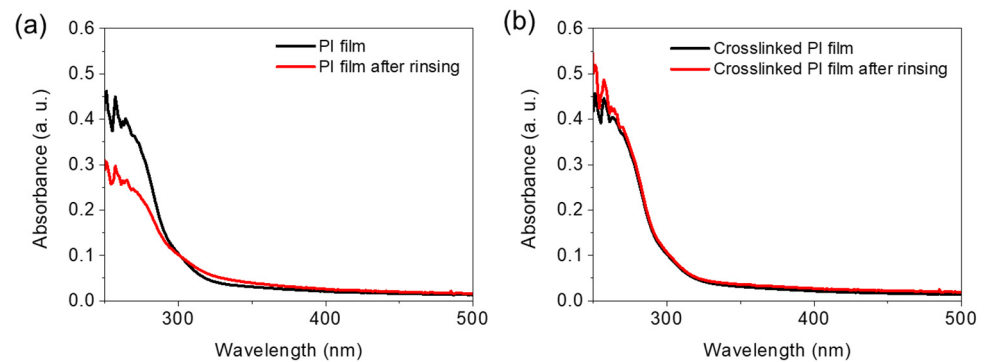 (a)
0.6
0.5
0.4
0.3
0.2
0.1
0.0
Absorbance (a. u.)
PI film
PI film after rinsing
300
400
500
Wavelength (nm)
(b)
0.6
0.5
0.4
0.3
0.2
0.1
0.0
Absorbance (a. u.)
Crosslinked PI film
Crosslinked PI film after rinsing
300
400
500
Wavelength (nm)